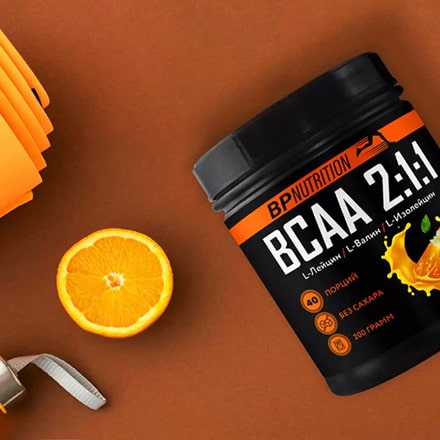 BPNUTRITION
BCAA 2:1:1
L-Лейцин / L-Валин / L-Изолейцин
40 ПОРЦИЙ
БЕЗ САХАРА
200 ГРАММ